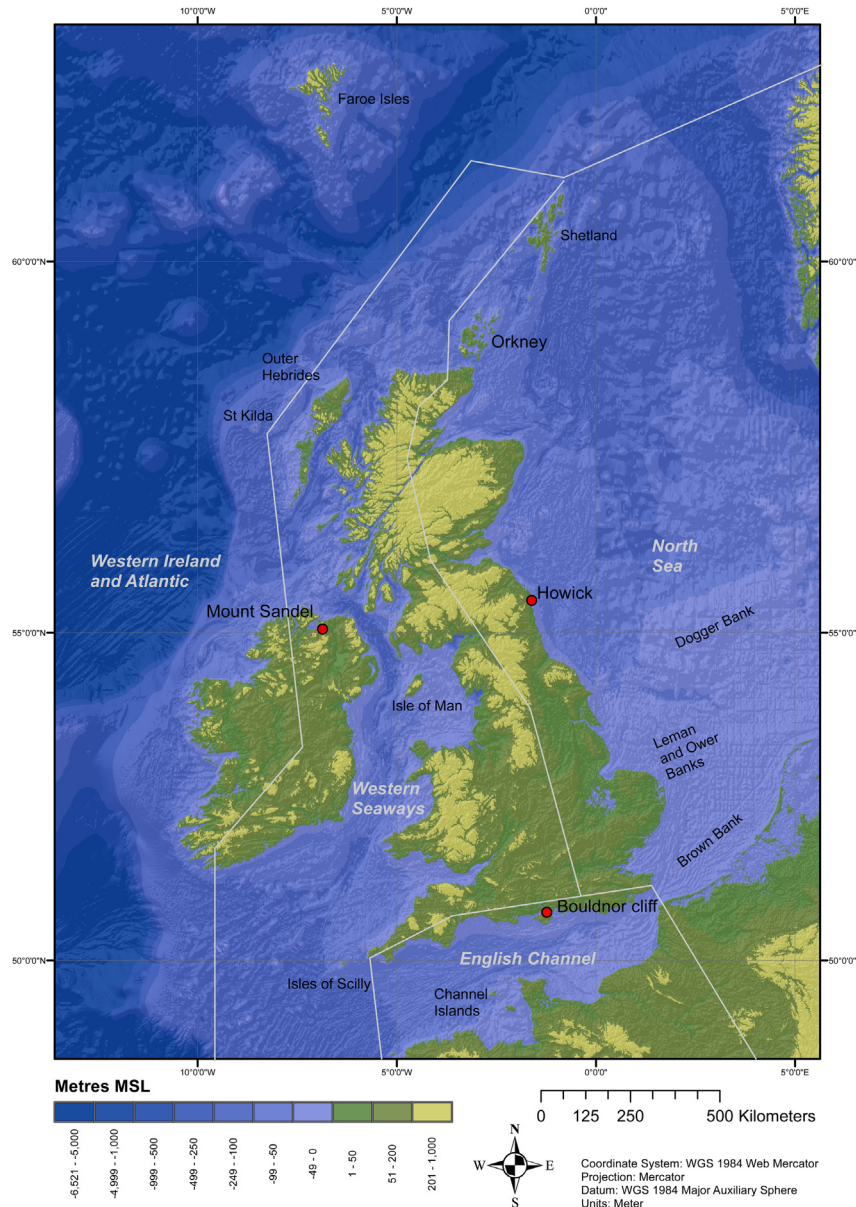 10°0'0"W
5°0'0"W
0°0'0"
5°0'0"E
Faroe Isles
Shetland
60°0'0"N
60°0'0"N
Orkney
Outer
Hebrides
St Kilda
Western Ireland
and Atlantic
North
Sea
Howick
Mount Sandel
55°0'0"N
55°0'0"N
Dogger Bank
Isle of Man
Leman
and Ower
Banks
Western
Seaways
Brown Bank
Bouldnor cliff
English Channel
50°0'0"N
50°0'0"N
Isles of Scilly
Channel
Islands
10°0'0"W
5°0'0"W
0°0'0"
5°0'0"E
Metres MSL
-6,521 - -5,000
-4,999 - -1,000
-999 - -500
-499 - -250
-249 - -100
-99 - -50
-49 - 0
1 - 50
51 - 200
201 - 1,000
0 125 250 500 Kilometers
N
W E
S
Coordinate System: WGS 1984 Web Mercator
Projection: Mercator
Datum: WGS 1984 Major Auxiliary Sphere
Units: Meter